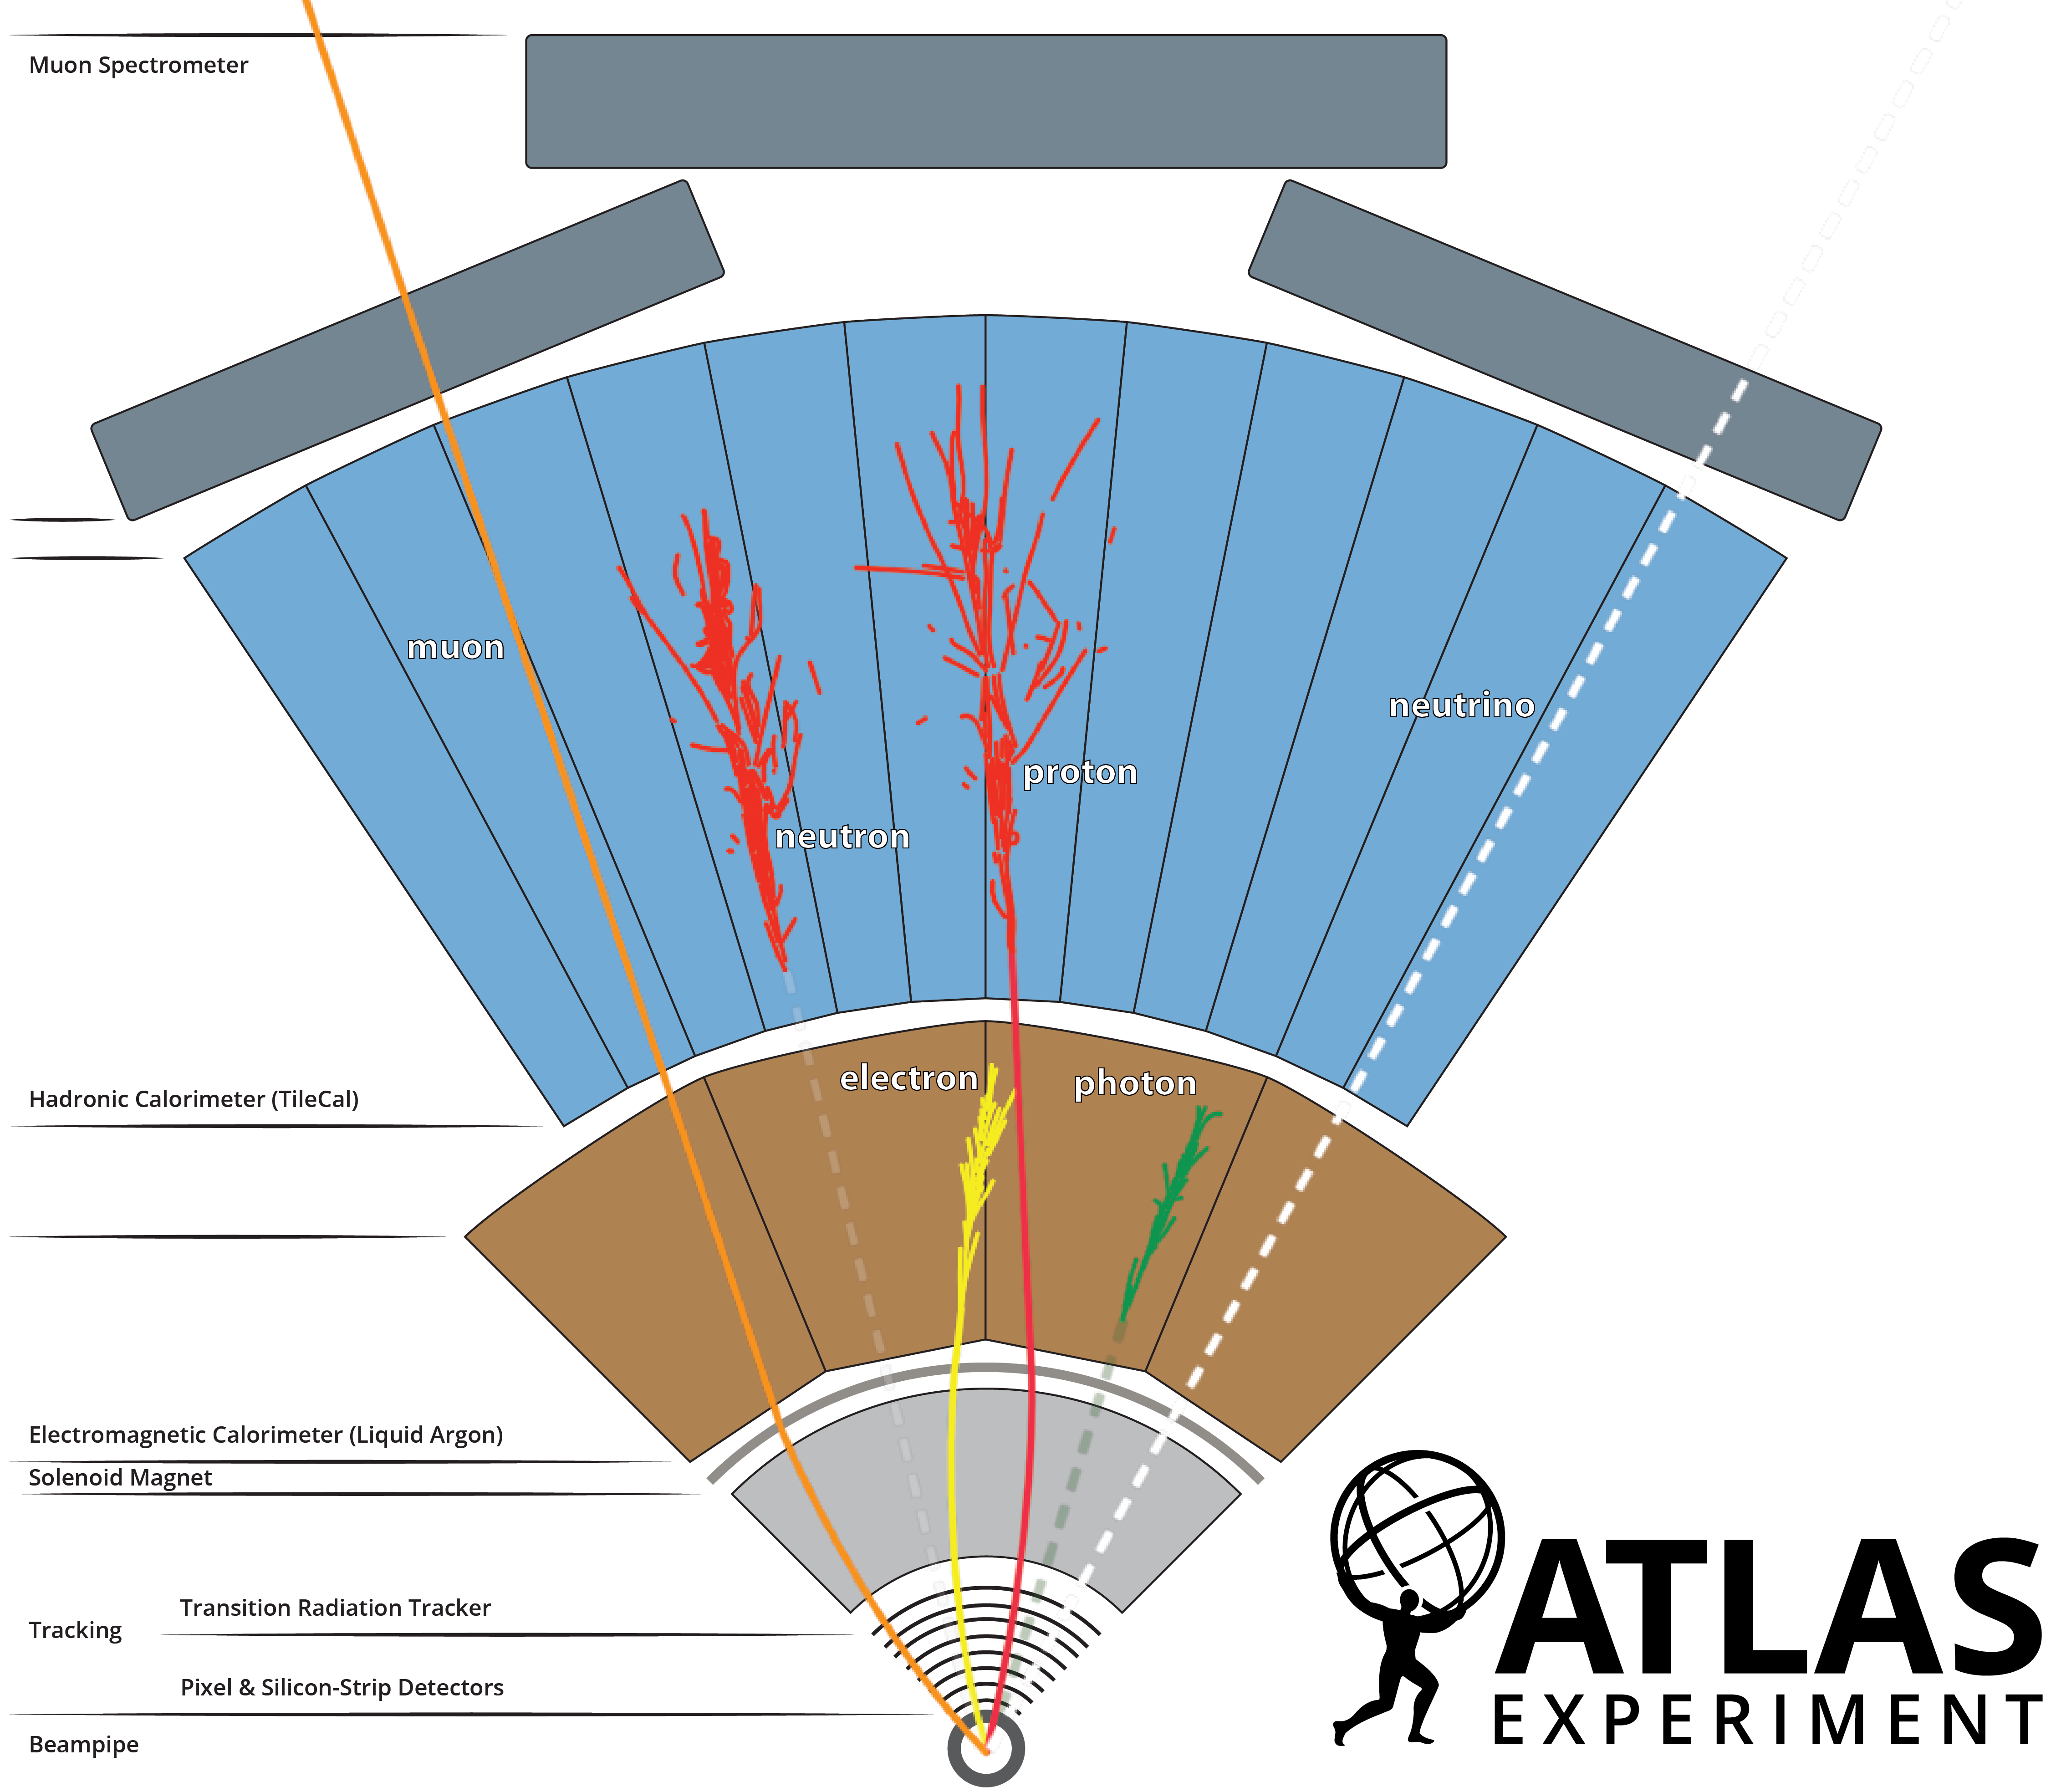 Muon Spectrometer
muon
neutrino
proton
neutron
electron
photon
Hadronic Calorimeter (TileCal)
Electromagnetic Calorimeter (Liquid Argon)
Solenoid Magnet
Transition Radiation Tracker
Tracking
Pixel & Silicon-Strip Detectors
Beampipe
ATLAS
EXPERIMENT